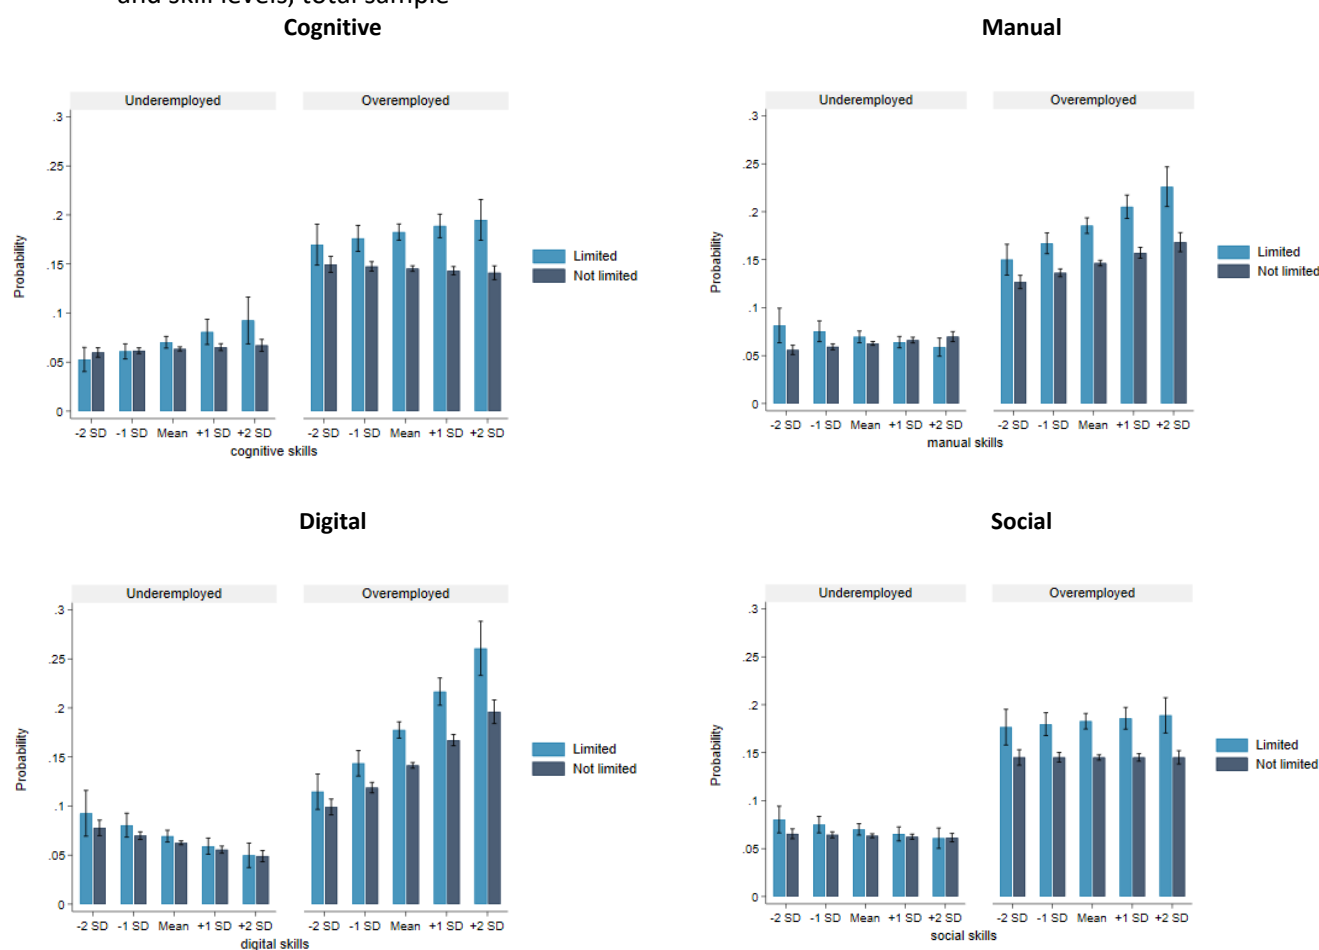 and skill levels, total sample
Cognitive
Underemployed Overemployed
.3
.25
.2
.15
.1
.05
0
Probability
-2 SD -1 SD Mean +1 SD +2 SD -2 SD -1 SD Mean +1 SD +2 SD
cognitive skills
Limited
Not limited
Manual
Underemployed Overemployed
.3
.25
.2
.15
.1
.05
0
Probability
-2 SD -1 SD Mean +1 SD +2 SD -2 SD -1 SD Mean +1 SD +2 SD
manual skills
Limited
Not limited
Digital
Underemployed Overemployed
.3
.25
.2
.15
.1
.05
0
Probability
-2 SD -1 SD Mean +1 SD +2 SD -2 SD -1 SD Mean +1 SD +2 SD
digital skills
Limited
Not limited
Social
Underemployed Overemployed
.3
.25
.2
.15
.1
.05
0
Probability
-2 SD -1 SD Mean +1 SD +2 SD -2 SD -1 SD Mean +1 SD +2 SD
social skills
Limited
Not limited